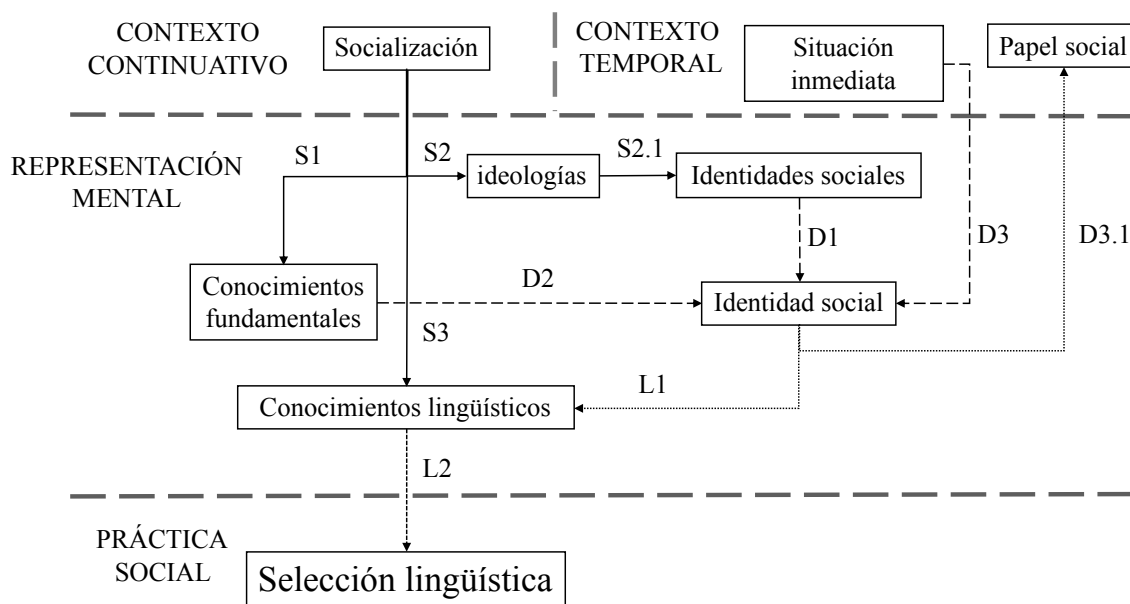 CONTEXTO
CONTINUATIVO
Socialización
CONTEXTO
TEMPORAL
Situación
inmediata
Papel social
REPRESENTACIÓN
MENTAL
S1
S2
ideologías
S2.1
Identidades sociales
D1
D3
D3.1
Conocimientos
fundamentales
D2
Identidad social
S3
L1
Conocimientos lingüísticos
L2
PRÁCTICA
SOCIAL
Selección lingüística